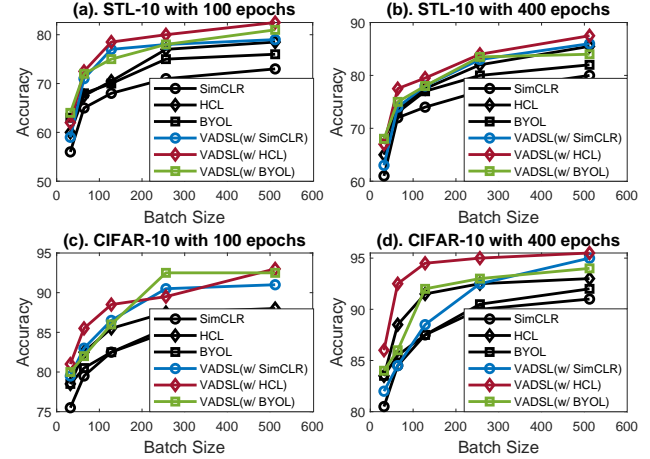 (a). STL-10 with 100 epochs
Accuracy
80
70
60
50
0 100 200 300 400 500 600
Batch Size
SimCLR
HCL
BYOL
VADSL(w/ SimCLR)
VADSL(w/ HCL)
VADSL(w/ BYOL)
(b). STL-10 with 400 epochs
Accuracy
90
80
70
60
0 100 200 300 400 500 600
Batch Size
SimCLR
HCL
BYOL
VADSL(w/ SimCLR)
VADSL(w/ HCL)
VADSL(w/ BYOL)
(c). CIFAR-10 with 100 epochs
Accuracy
95
90
85
80
75
0 100 200 300 400 500 600
Batch Size
SimCLR
HCL
BYOL
VADSL(w/ SimCLR)
VADSL(w/ HCL)
VADSL(w/ BYOL)
(d). CIFAR-10 with 400 epochs
Accuracy
95
90
85
80
0 100 200 300 400 500 600
Batch Size
SimCLR
HCL
BYOL
VADSL(w/ SimCLR)
VADSL(w/ HCL)
VADSL(w/ BYOL)